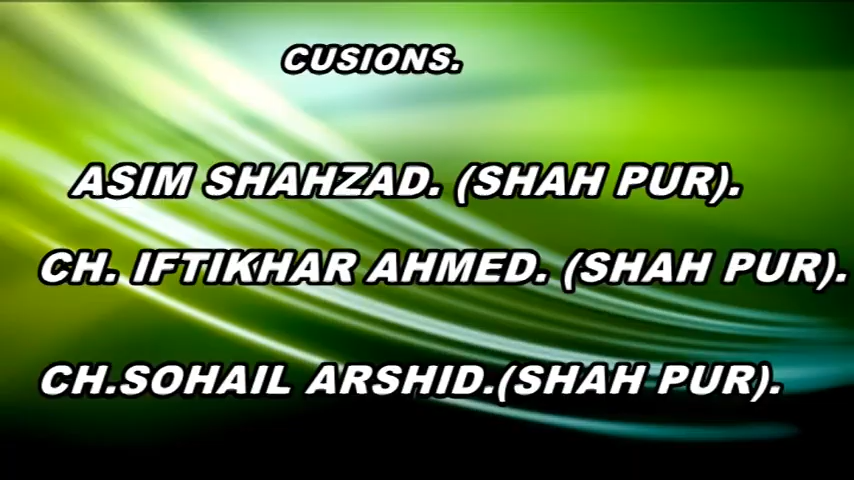 CUSIONS.
ASIM SHAHZAD. (SHAH PUR).
CH. IFTIKHAR AHMED. (SHAH PUR).
CH.SOHAIL ARSHID.(SHAH PUR).